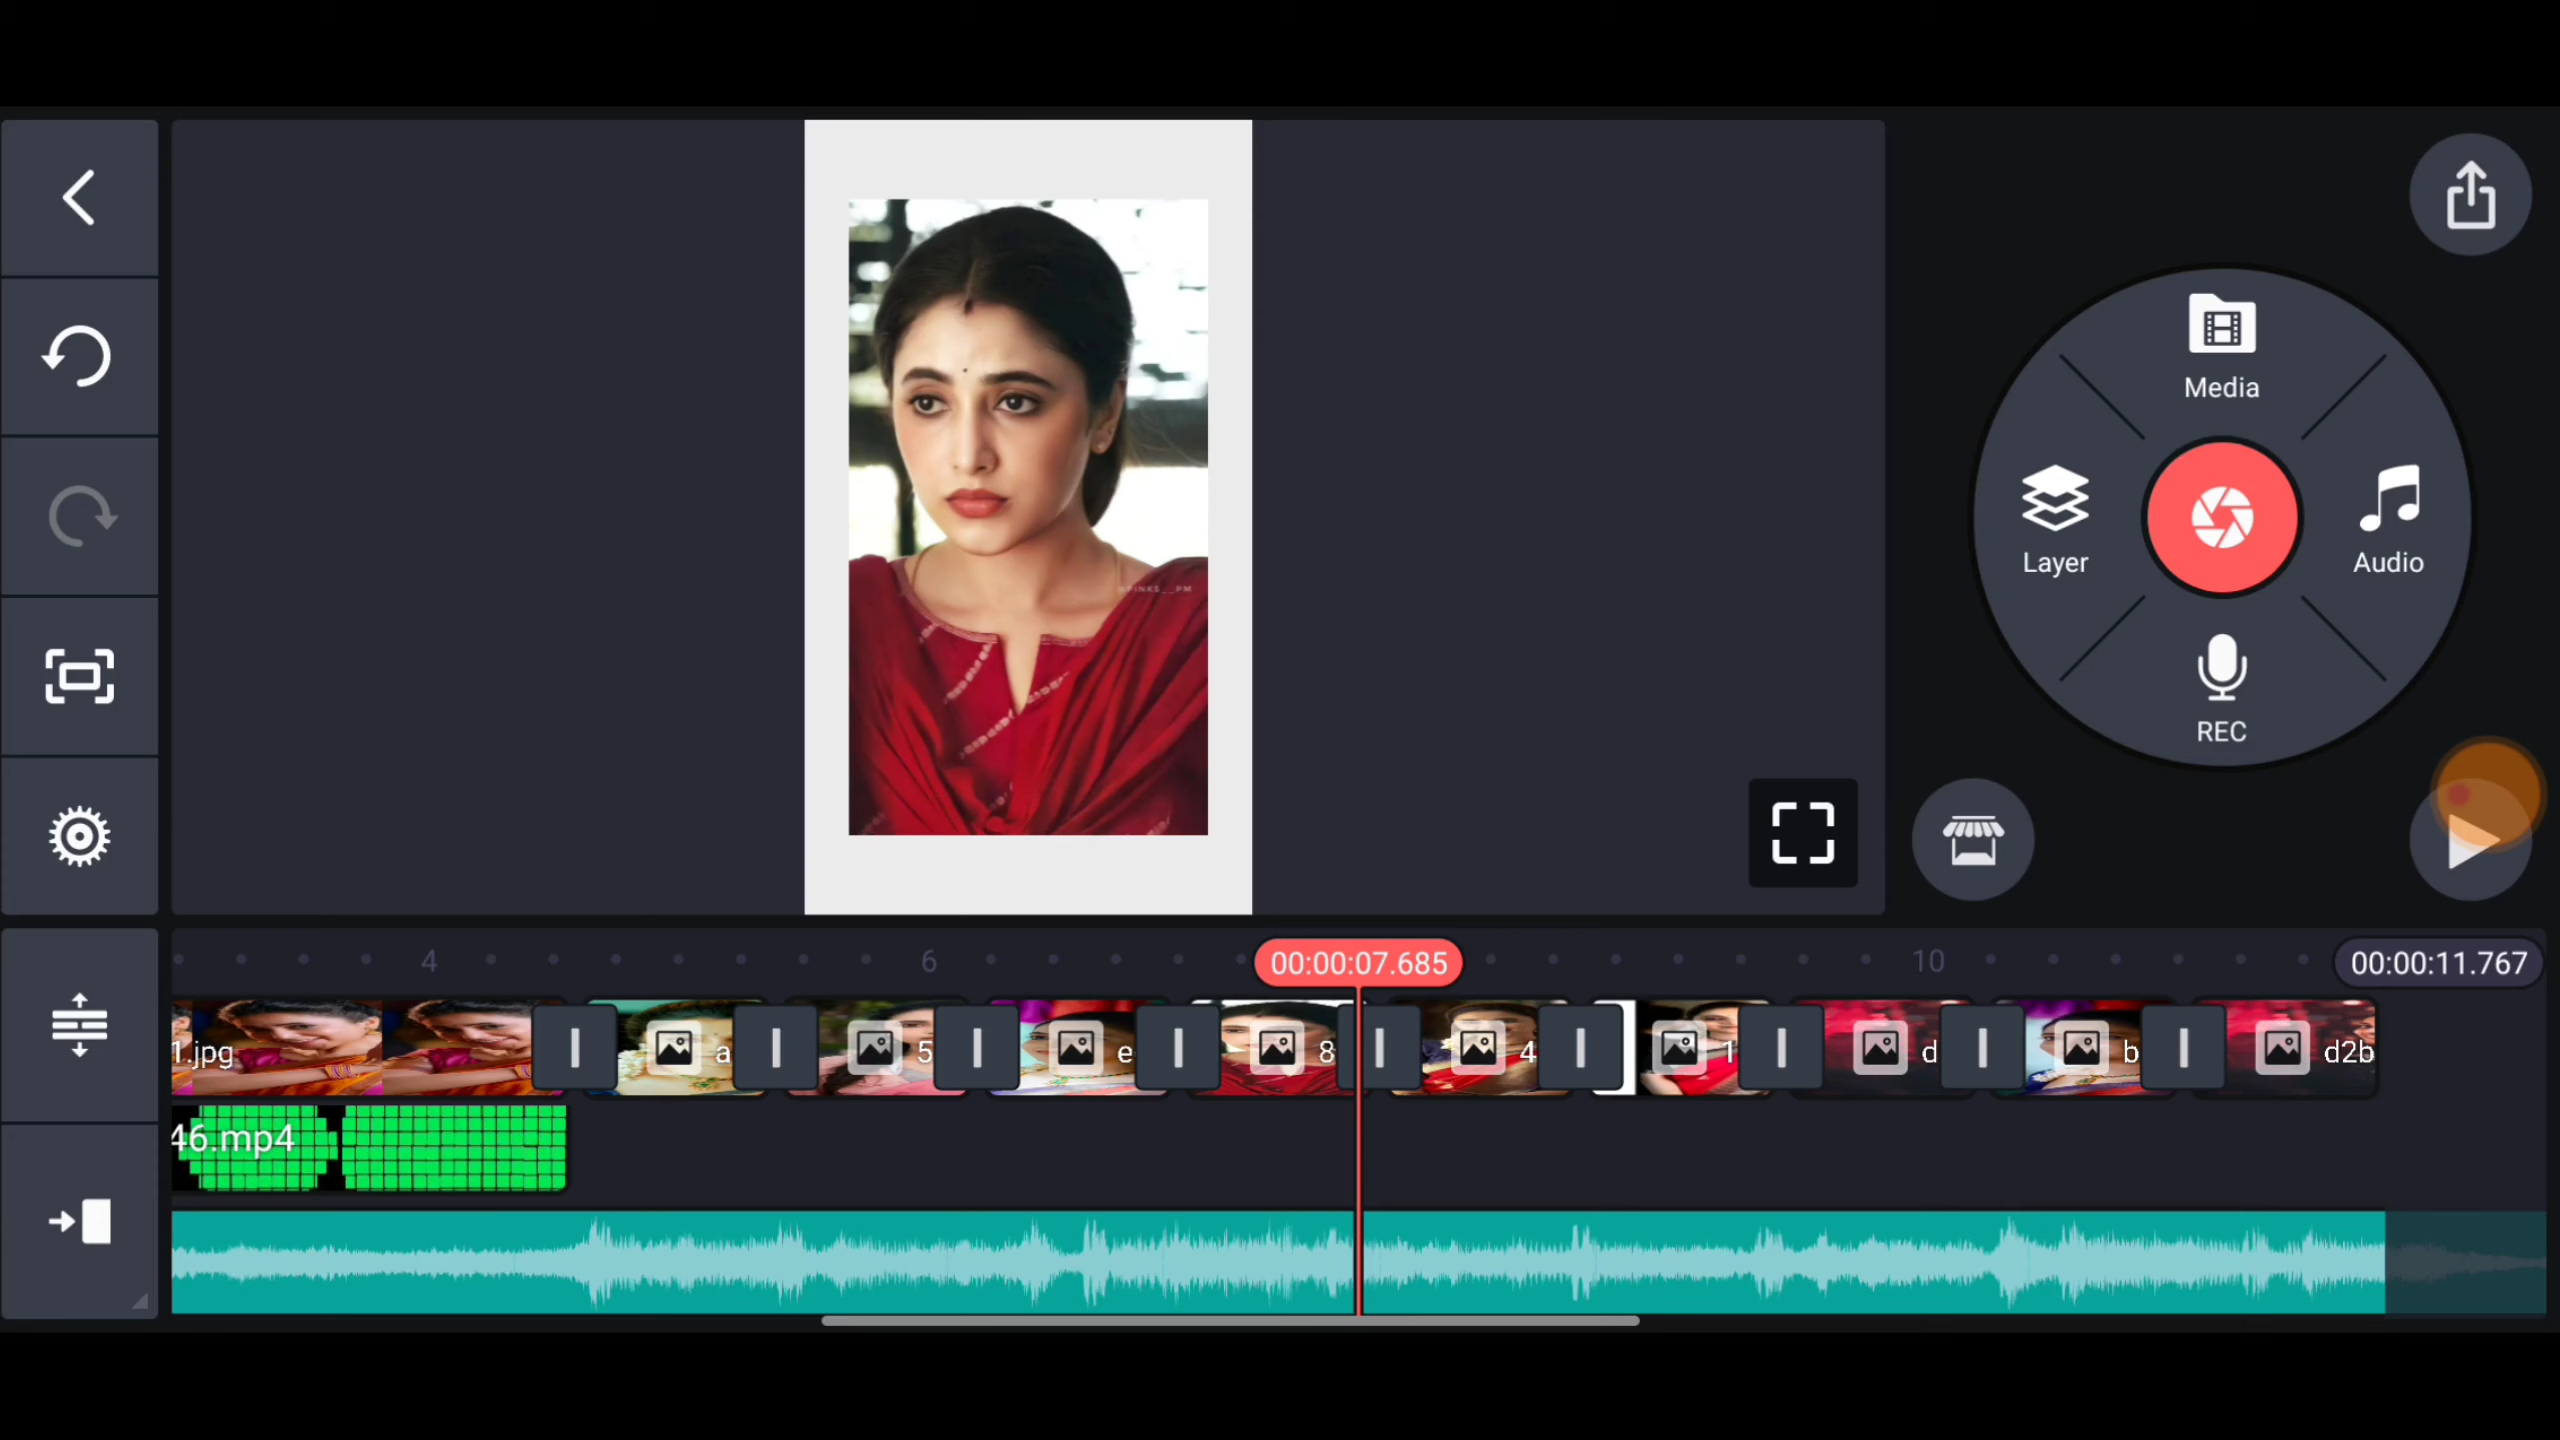 Media
Layer
Audio
REC
@PINKS__PM
4
6
00:00:07.685
10
00:00:11.767
1.jpg
a
5
e
8
4
1
d
b
d2b
46.mp4